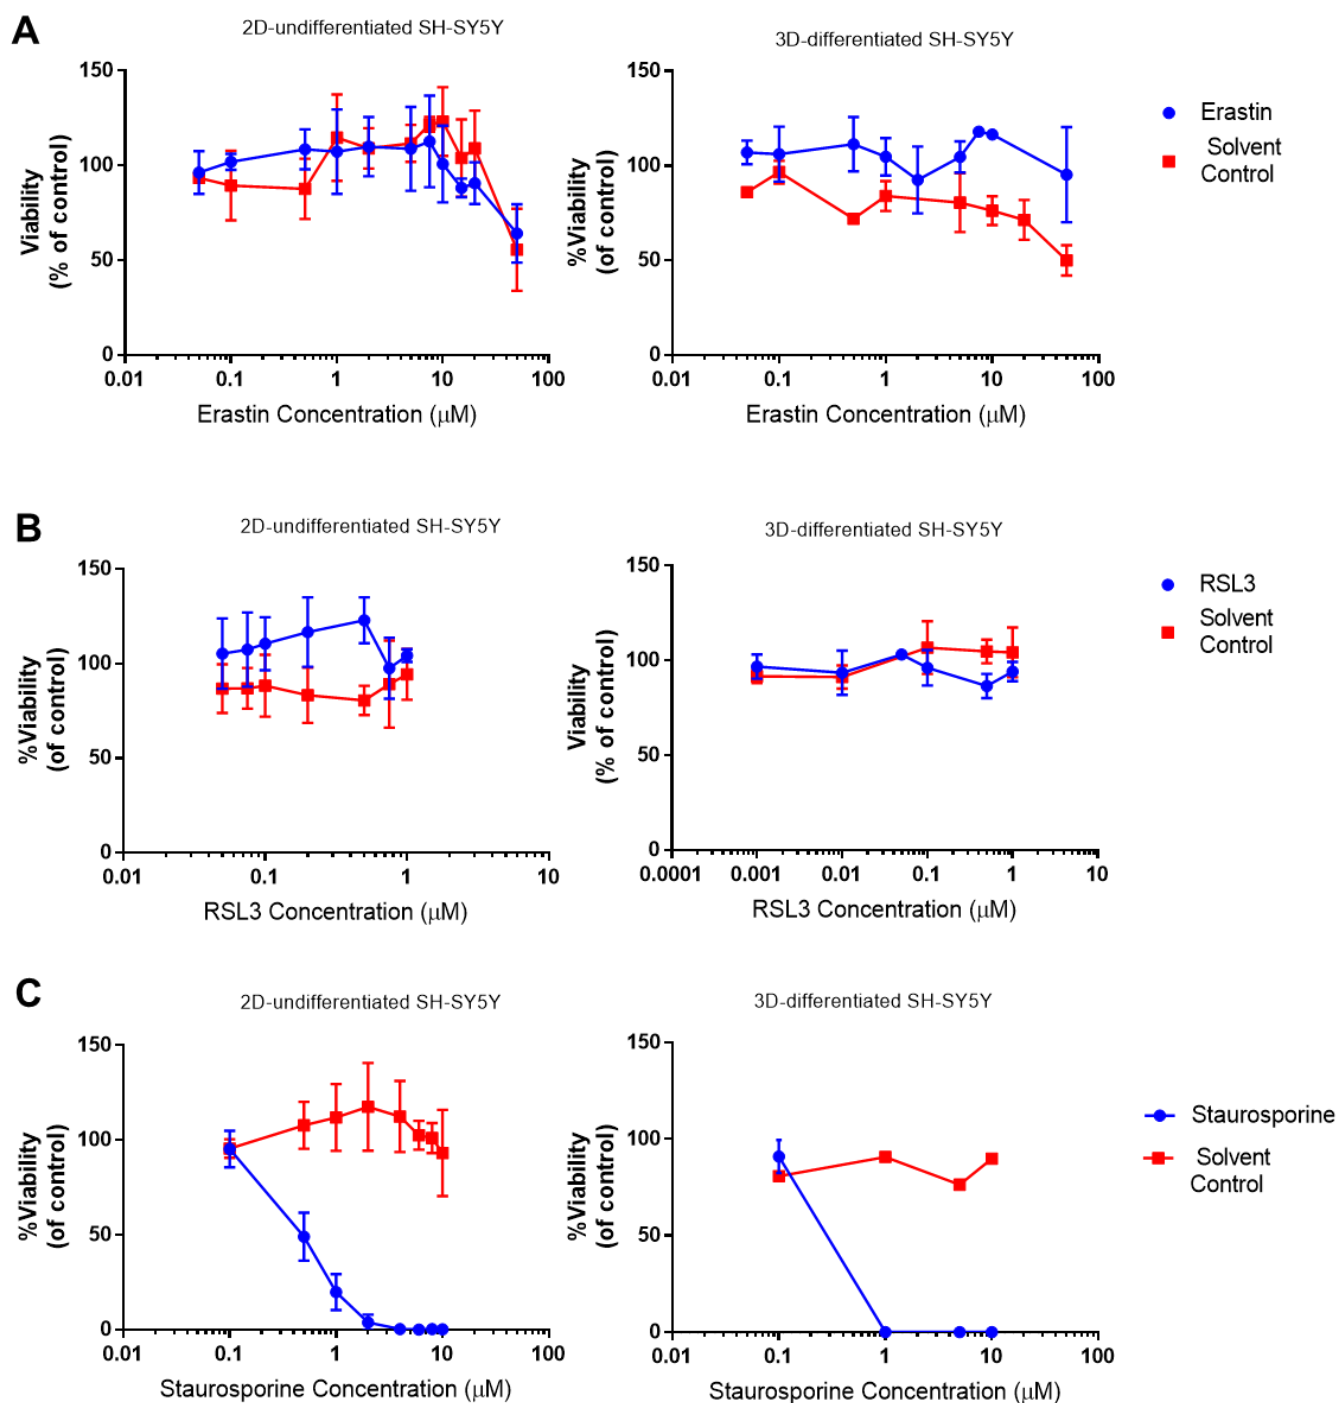 A
2D-undifferentiated SH-SY5Y
3D-differentiated SH-SY5Y
150
100
50
0
Viability
(% of control)
0.01 0.1 1 10 100
Erastin Concentration (μM)
150
100
50
0
%Viability
(of control)
0.01 0.1 1 10 100
Erastin Concentration (μM)
Erastin
Solvent
Control
B
2D-undifferentiated SH-SY5Y
3D-differentiated SH-SY5Y
150
100
50
0
%Viability
(of control)
0.01 0.1 1 10
RSL3 Concentration (μM)
150
100
50
0
Viability
(% of control)
0.0001 0.001 0.01 0.1 1 10
RSL3 Concentration (μM)
RSL3
Solvent
Control
C
2D-undifferentiated SH-SY5Y
3D-differentiated SH-SY5Y
150
100
50
0
%Viability
(of control)
0.01 0.1 1 10 100
Staurosporine Concentration (μM)
150
100
50
0
%Viability
(of control)
0.01 0.1 1 10 100
Staurosporine Concentration (μM)
Staurosporine
Solvent
Control